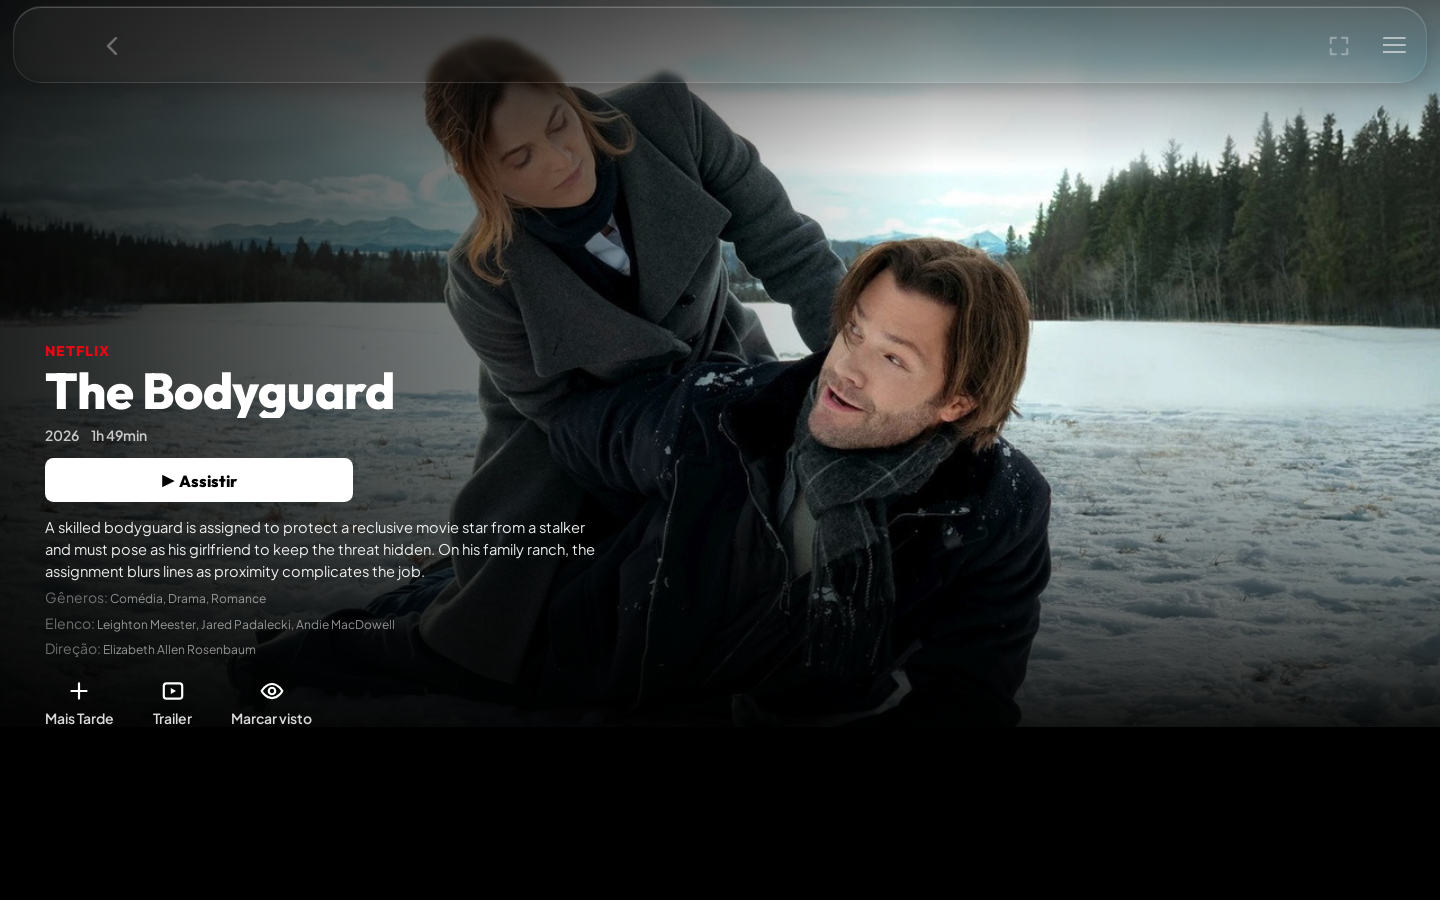 NETFLIX
The Bodyguard
2026 1h 49min
Assistir
A skilled bodyguard is assigned to protect a reclusive movie star from a stalker
and must pose as his girlfriend to keep the threat hidden. On his family ranch, the
assignment blurs lines as proximity complicates the job.
Gêneros: Comédia, Drama, Romance
Elenco: Leighton Meester, Jared Padalecki, Andie MacDowell
Direção: Elizabeth Allen Rosenbaum
Mais Tarde Trailer Marcar visto